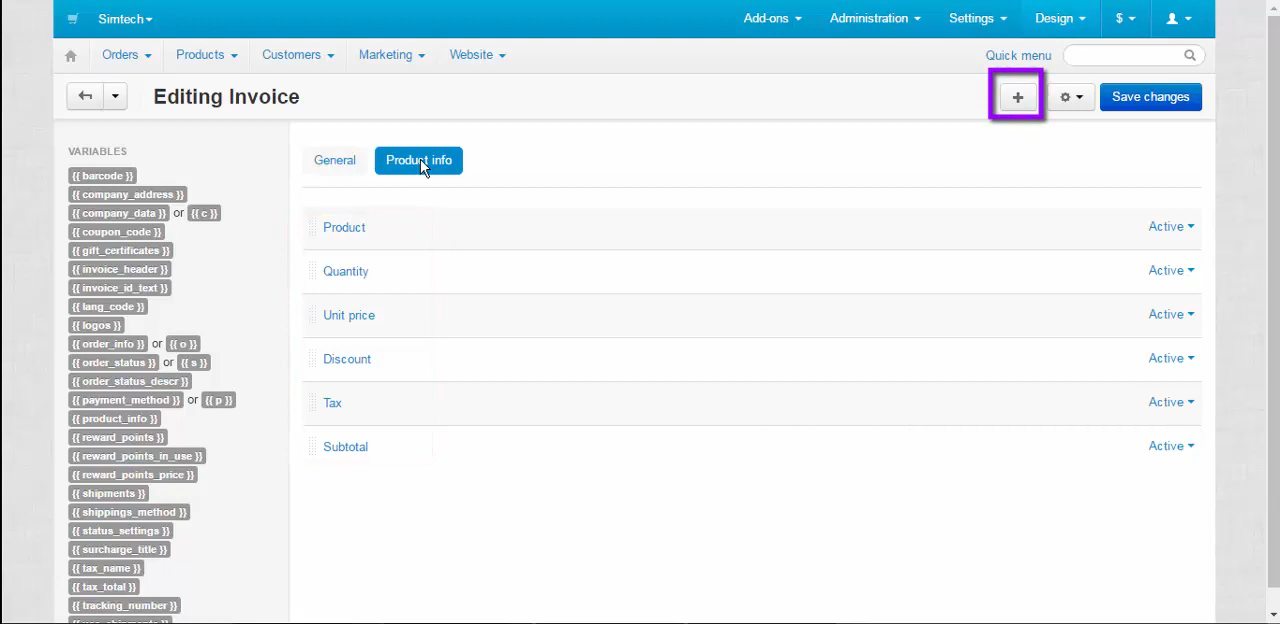 Simtech
Add-ons Administration Settings Design $
Orders Products Customers Marketing Website Quick menu
Editing Invoice + Save changes
VARIABLES
{{ barcode }}
{{ company_address }}
{{ company_data }} or {{ c }}
{{ coupon_code }}
{{ gift_certificates }}
{{ invoice_header }}
{{ invoice_id_text }}
{{ lang_code }}
{{ logos }}
{{ order_info }} or {{ o }}
{{ order_status }} or {{ s }}
{{ order_status_descr }}
{{ payment_method }} or {{ p }}
{{ product_info }}
{{ reward_points }}
{{ reward_points_in_use }}
{{ reward_points_price }}
{{ shipments }}
{{ shippings_method }}
{{ status_settings }}
{{ surcharge_title }}
{{ tax_name }}
{{ tax_total }}
{{ tracking_number }}
General Product info
Product Active
Quantity Active
Unit price Active
Discount Active
Tax Active
Subtotal Active